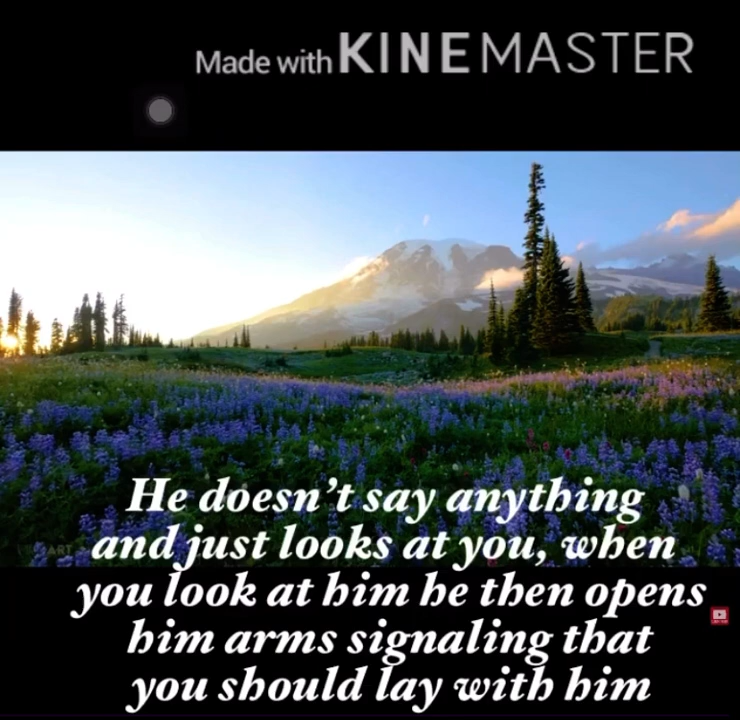 Made with KINEMASTER
He doesn't say anything
and just looks at you, when
you look at him he then opens
him arms signaling that
you should lay with him